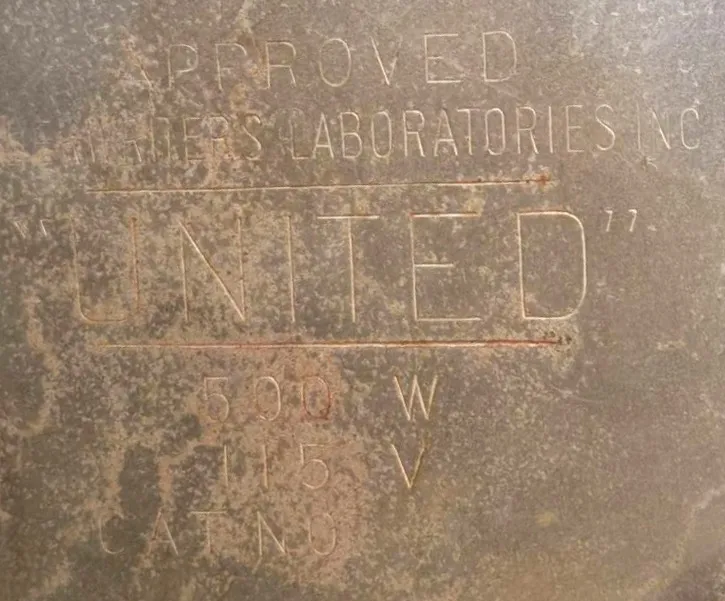 APPROVED
LABORATORIES INC
"UNITED"
500 W
115 V
CAT NO